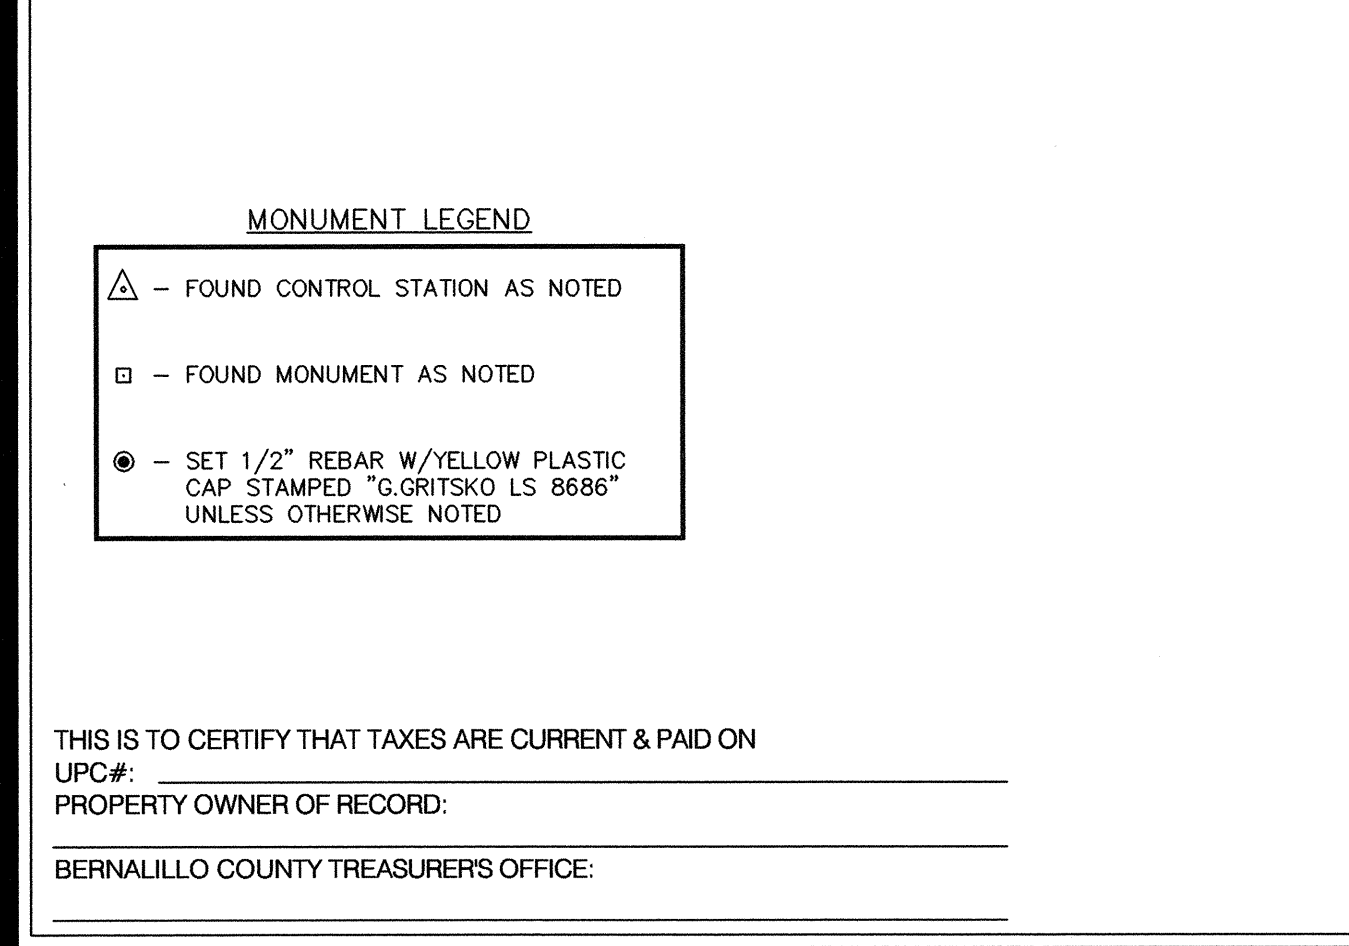 MONUMENT LEGEND
– FOUND CONTROL STATION AS NOTED
– FOUND MONUMENT AS NOTED
– SET 1/2" REBAR W/YELLOW PLASTIC
CAP STAMPED "G.GRITSKO LS 8686"
UNLESS OTHERWISE NOTED
THIS IS TO CERTIFY THAT TAXES ARE CURRENT & PAID ON
UPC#:
PROPERTY OWNER OF RECORD:
BERNALILLO COUNTY TREASURER'S OFFICE: